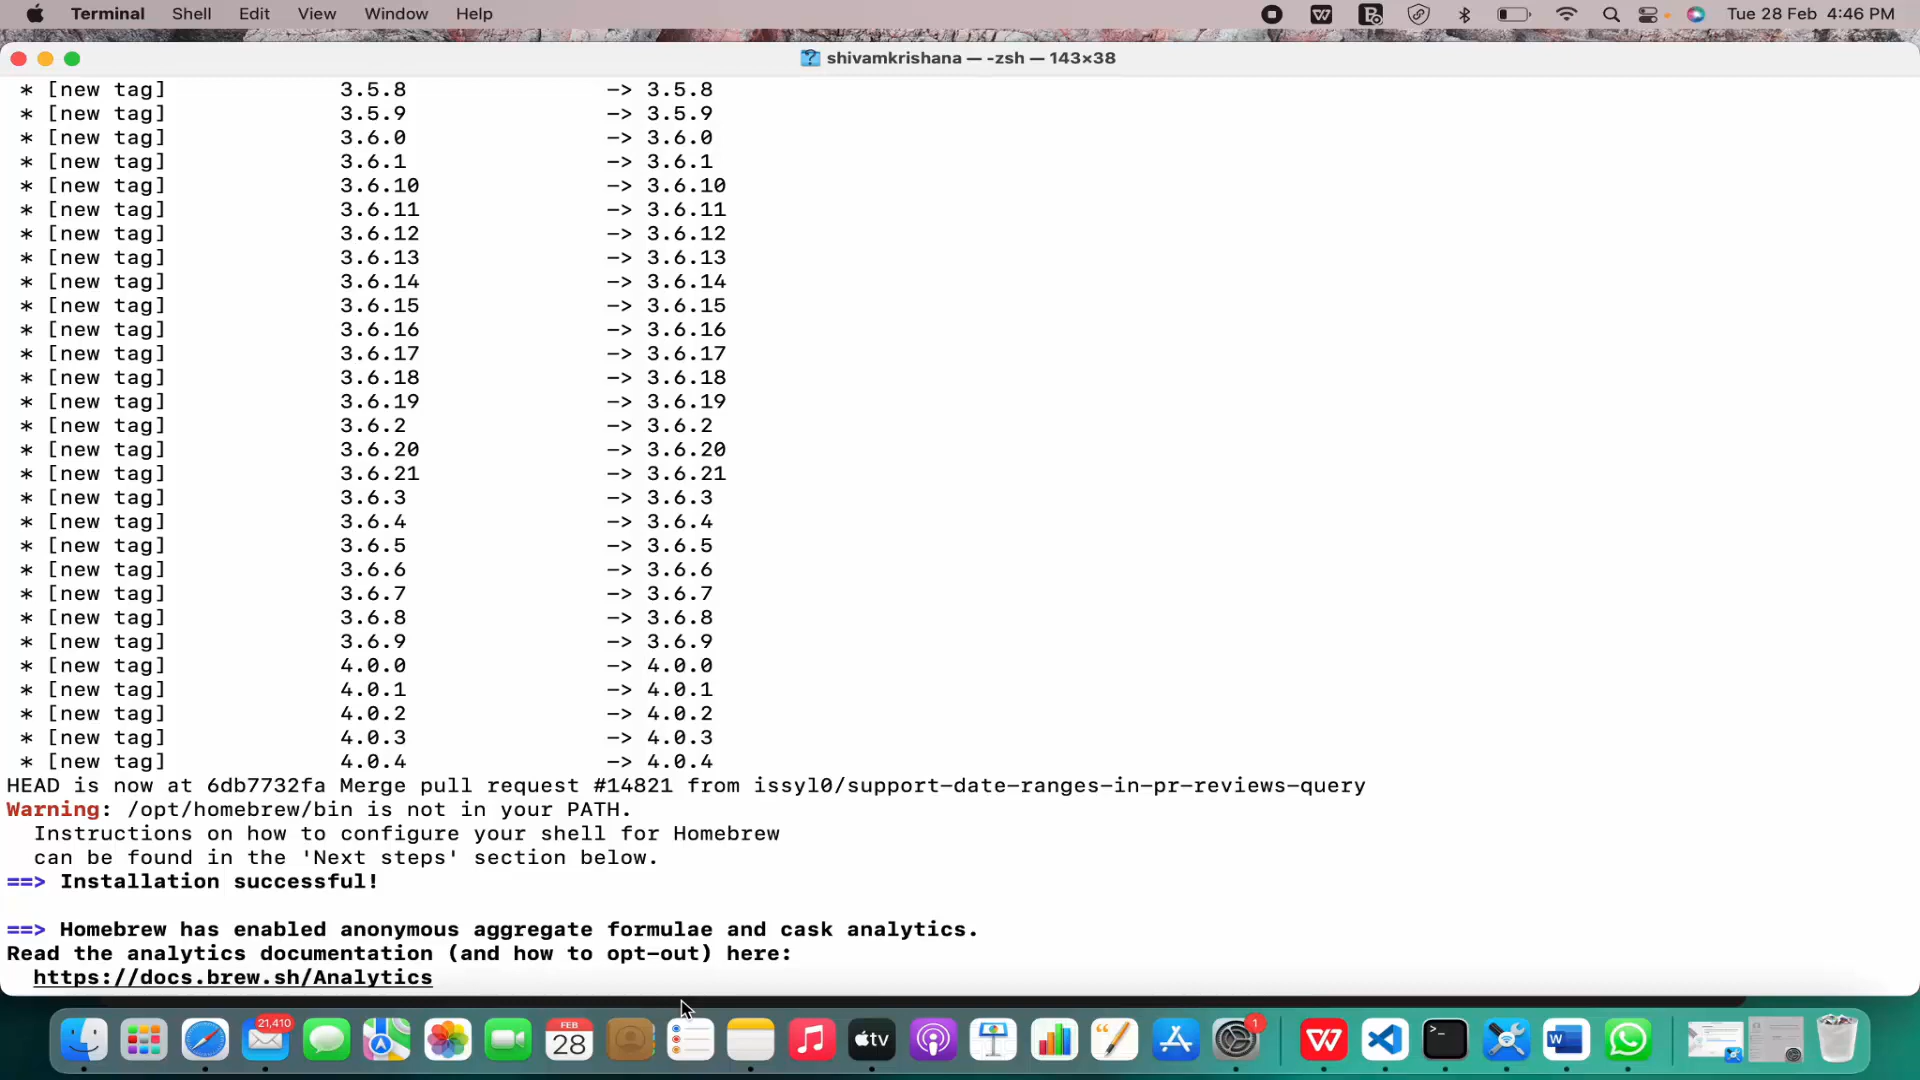 Terminal Shell Edit View Window Help Tue 28 Feb 4:46 PM
shivamkrishana — -zsh — 143×38
* [new tag] 3.5.8 -> 3.5.8
* [new tag] 3.5.9 -> 3.5.9
* [new tag] 3.6.0 -> 3.6.0
* [new tag] 3.6.1 -> 3.6.1
* [new tag] 3.6.10 -> 3.6.10
* [new tag] 3.6.11 -> 3.6.11
* [new tag] 3.6.12 -> 3.6.12
* [new tag] 3.6.13 -> 3.6.13
* [new tag] 3.6.14 -> 3.6.14
* [new tag] 3.6.15 -> 3.6.15
* [new tag] 3.6.16 -> 3.6.16
* [new tag] 3.6.17 -> 3.6.17
* [new tag] 3.6.18 -> 3.6.18
* [new tag] 3.6.19 -> 3.6.19
* [new tag] 3.6.2 -> 3.6.2
* [new tag] 3.6.20 -> 3.6.20
* [new tag] 3.6.21 -> 3.6.21
* [new tag] 3.6.3 -> 3.6.3
* [new tag] 3.6.4 -> 3.6.4
* [new tag] 3.6.5 -> 3.6.5
* [new tag] 3.6.6 -> 3.6.6
* [new tag] 3.6.7 -> 3.6.7
* [new tag] 3.6.8 -> 3.6.8
* [new tag] 3.6.9 -> 3.6.9
* [new tag] 4.0.0 -> 4.0.0
* [new tag] 4.0.1 -> 4.0.1
* [new tag] 4.0.2 -> 4.0.2
* [new tag] 4.0.3 -> 4.0.3
* [new tag] 4.0.4 -> 4.0.4
HEAD is now at 6db7732fa Merge pull request #14821 from issyl0/support-date-ranges-in-pr-reviews-query
Warning: /opt/homebrew/bin is not in your PATH.
Instructions on how to configure your shell for Homebrew
can be found in the 'Next steps' section below.
==> Installation successful!
==> Homebrew has enabled anonymous aggregate formulae and cask analytics.
Read the analytics documentation (and how to opt-out) here:
https://docs.brew.sh/Analytics
21,410 FEB 28 tv 1 W >_ W